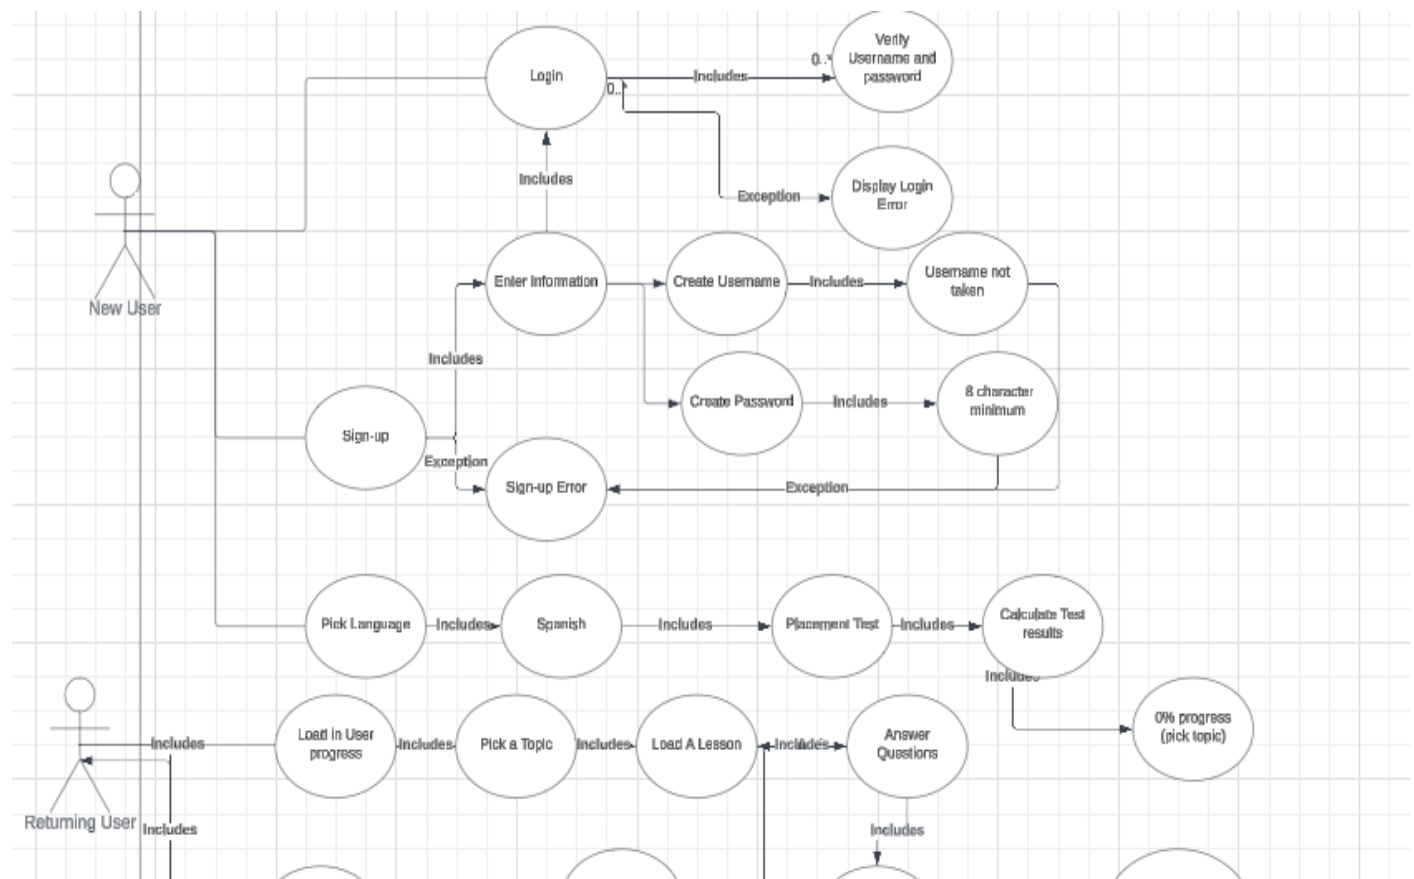 Verify
Username and
password
0..*
Login
Includes
0..*
Includes
Exception
Display Login
Error
New User
Enter Information
Create Username
Includes
Username not
taken
Includes
Create Password
Includes
8 character
minimum
Sign-up
Exception
Sign-up Error
Exception
Pick Language
Includes
Spanish
Includes
Placement Test
Includes
Calculate Test
results
Includes
0% progress
(pick topic)
Includes
Load in User
progress
Includes
Pick a Topic
Includes
Load A Lesson
Includes
Answer
Questions
Returning User
Includes
Includes